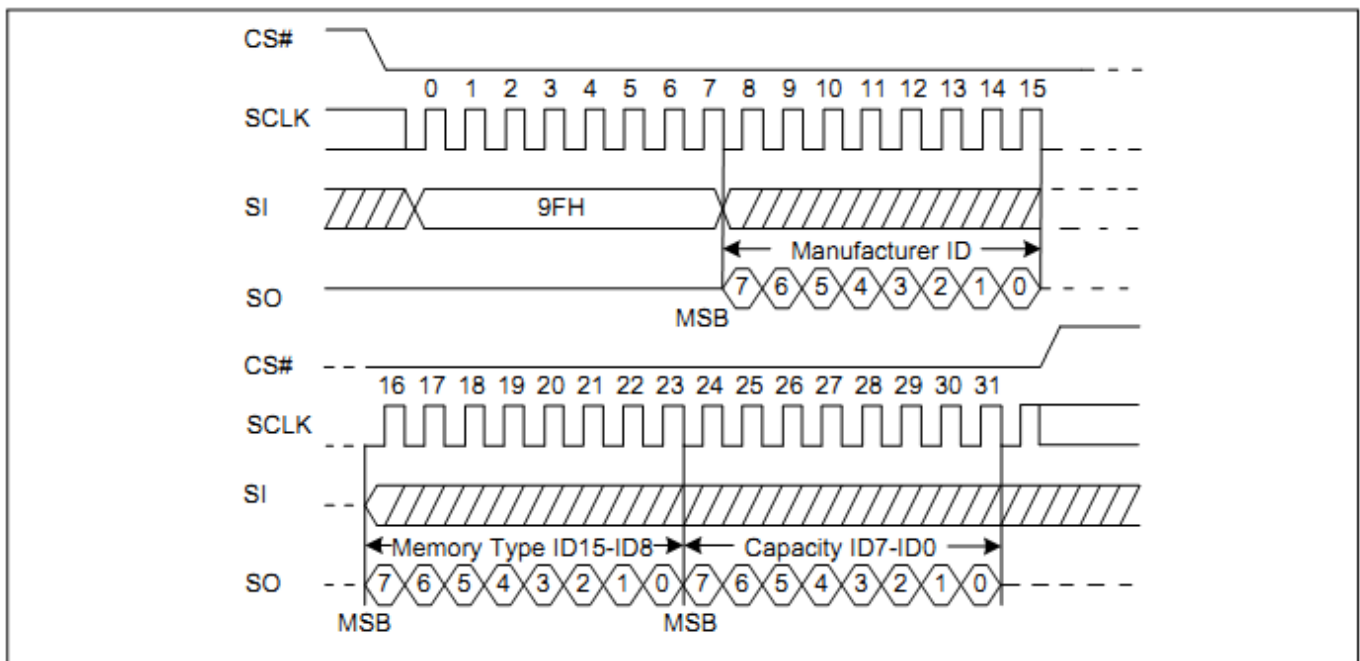 CS#
0 1 2 3 4 5 6 7 8 9 10 11 12 13 14 15
SCLK
SI 9FH
Manufacturer ID
SO 7 6 5 4 3 2 1 0
MSB
CS#
16 17 18 19 20 21 22 23 24 25 26 27 28 29 30 31
SCLK
SI
Memory Type ID15-ID8 Capacity ID7-ID0
SO 7 6 5 4 3 2 1 0 7 6 5 4 3 2 1 0
MSB MSB